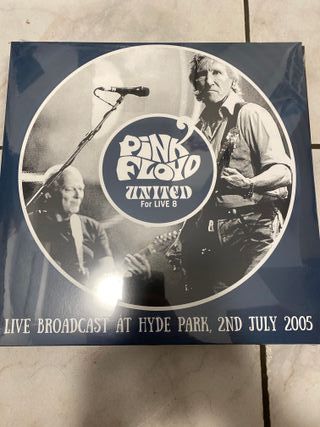 PINK
FLOYD
UNITED
For LIVE 8
LIVE BROADCAST AT HYDE PARK, 2ND JULY 2005